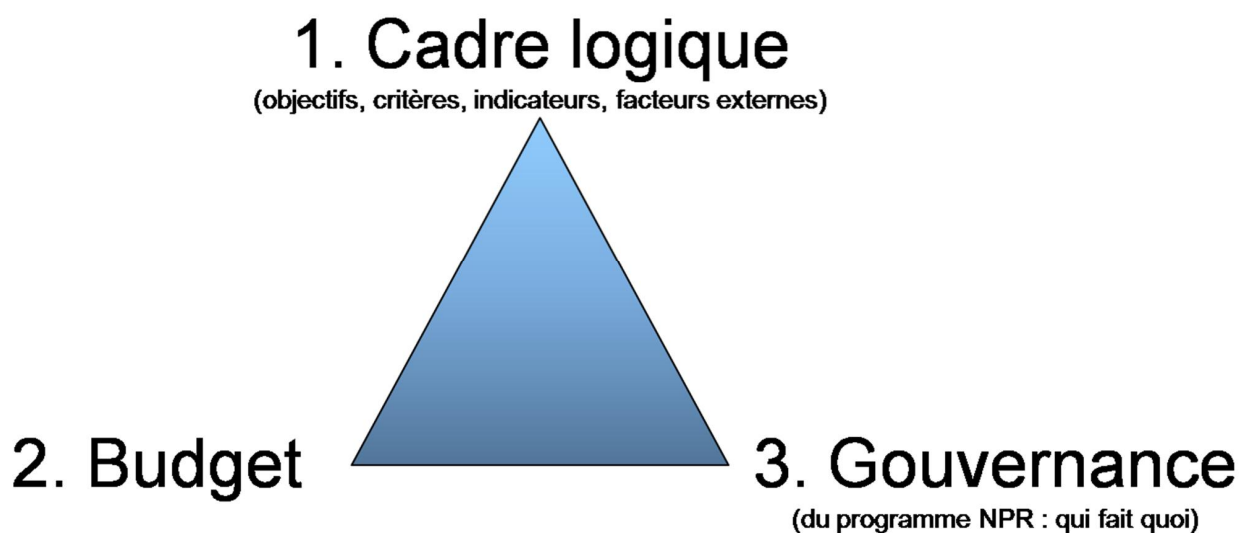 1. Cadre logique
(objectifs, critères, indicateurs, facteurs externes)
2. Budget
3. Gouvernance
(du programme NPR : qui fait quoi)